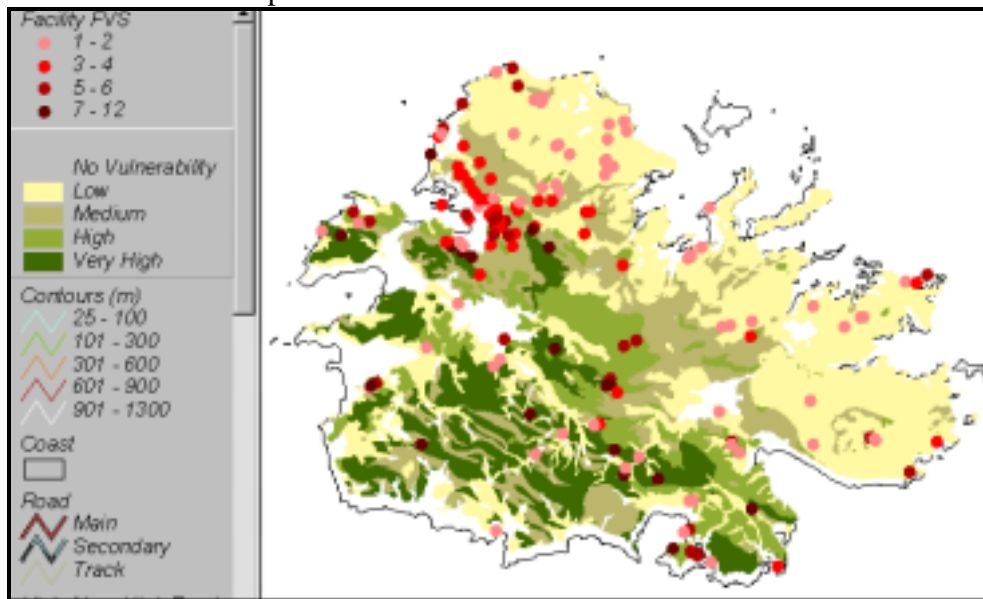 Facility FVS
1 - 2
3 - 4
5 - 6
7 - 12
No Vulnerability
Low
Medium
High
Very High
Contours (m)
25 - 100
101 - 300
301 - 600
601 - 900
901 - 1300
Coast
Road
Main
Secondary
Track